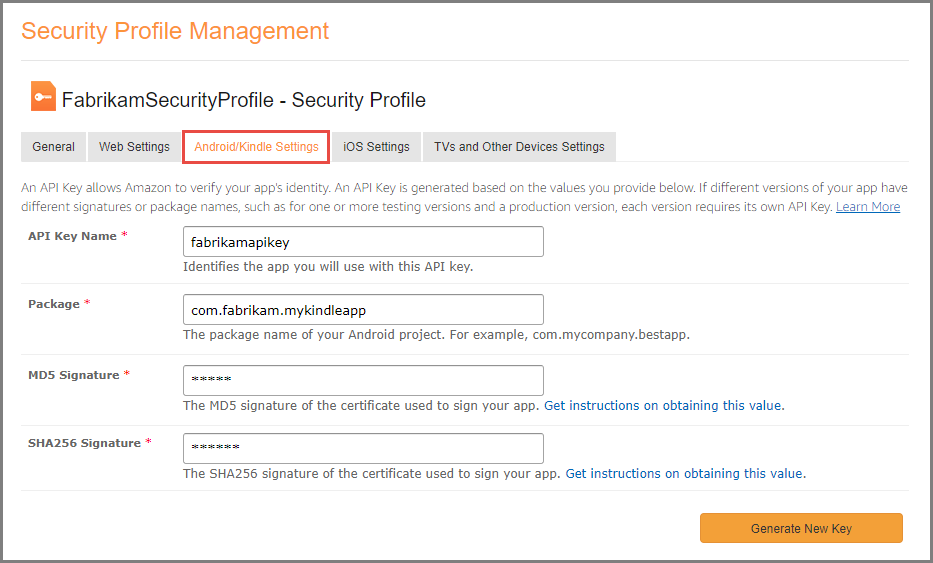 Security Profile Management
FabrikamSecurityProfile - Security Profile
General Web Settings Android/Kindle Settings iOS Settings TVs and Other Devices Settings
An API Key allows Amazon to verify your app's identity. An API Key is generated based on the values you provide below. If different versions of your app have
different signatures or package names, such as for one or more testing versions and a production version, each version requires its own API Key. Learn More
API Key Name * fabrikamapikey
Identifies the app you will use with this API key.
Package * com.fabrikam.mykindleapp
The package name of your Android project. For example, com.mycompany.bestapp.
MD5 Signature * *****
The MD5 signature of the certificate used to sign your app. Get instructions on obtaining this value.
SHA256 Signature * ******
The SHA256 signature of the certificate used to sign your app. Get instructions on obtaining this value.
Generate New Key